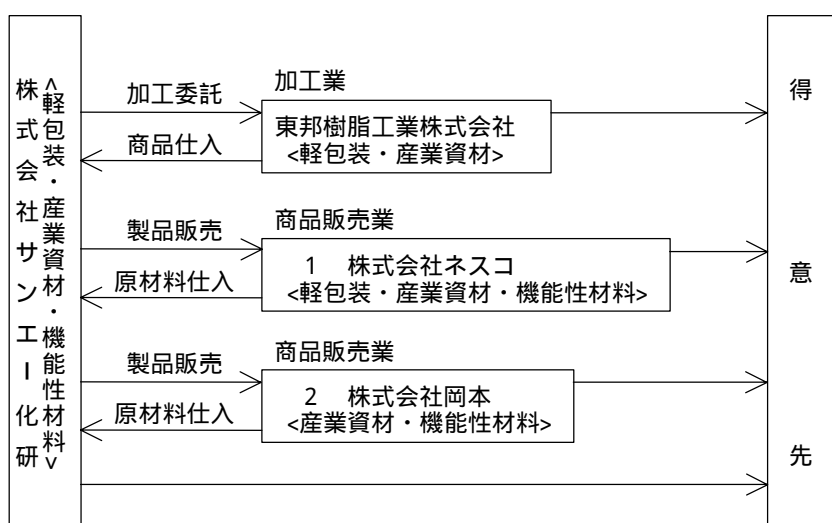 株式会社サンエー化研
<軽包装・産業資材・機能性材料>
加工委託
商品仕入
加工業
東邦樹脂工業株式会社
<軽包装・産業資材>
製品販売
原材料仕入
商品販売業
1 株式会社ネスコ
<軽包装・産業資材・機能性材料>
製品販売
原材料仕入
商品販売業
2 株式会社岡本
<産業資材・機能性材料>
得意先